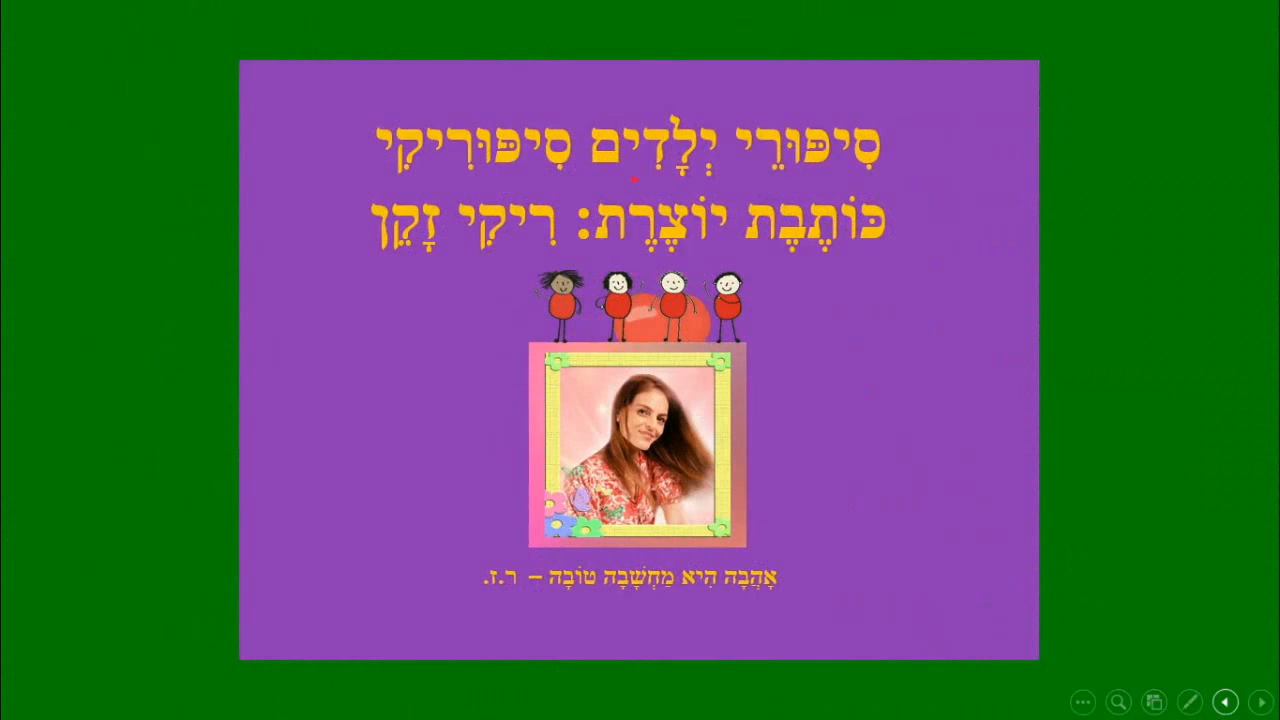 סִיפּוּרֵי יְלָדִים סִיפּוּרִיקִי
כּוֹתֶבֶת יוֹצֶרֶת: רִיקִי זָקֵן
אָהֲבָה הִיא מַחְשָׁבָה טוֹבָה – ר.ז.